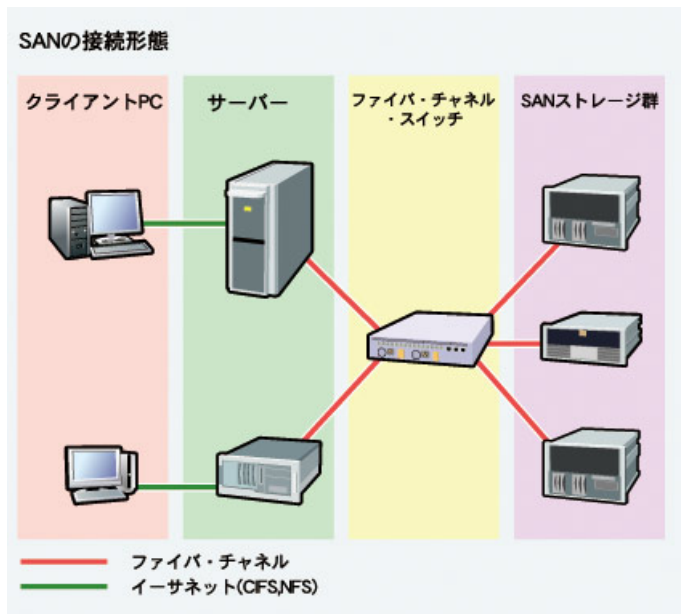 SANの接続形態
クライアントPC
サーバー
ファイバ・チャネル
・スイッチ
SANストレージ群
ファイバ・チャネル
イーサネット(CIFS,NFS)